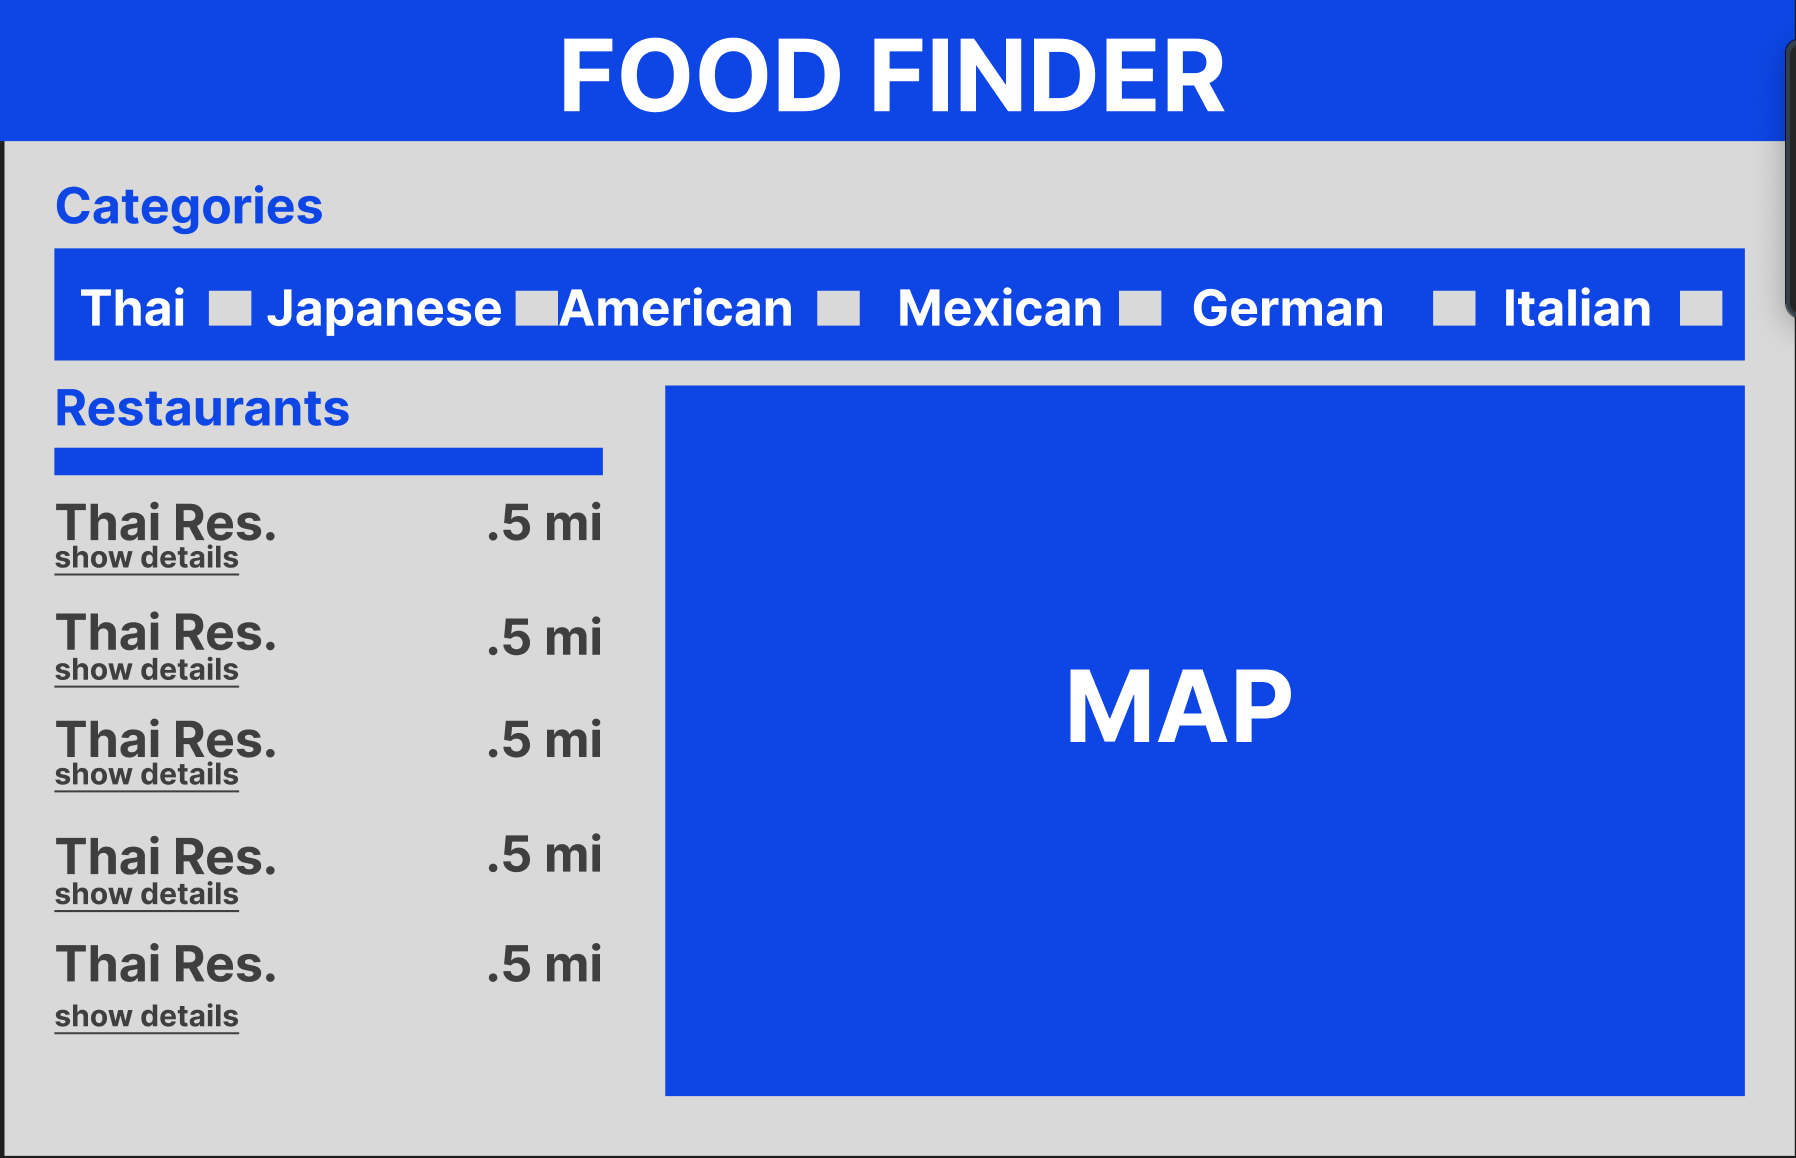 FOOD FINDER
Categories
Thai Japanese American Mexican German Italian
Restaurants
Thai Res. .5 mi
show details
Thai Res. .5 mi
show details
Thai Res. .5 mi
show details
Thai Res. .5 mi
show details
Thai Res. .5 mi
show details
MAP